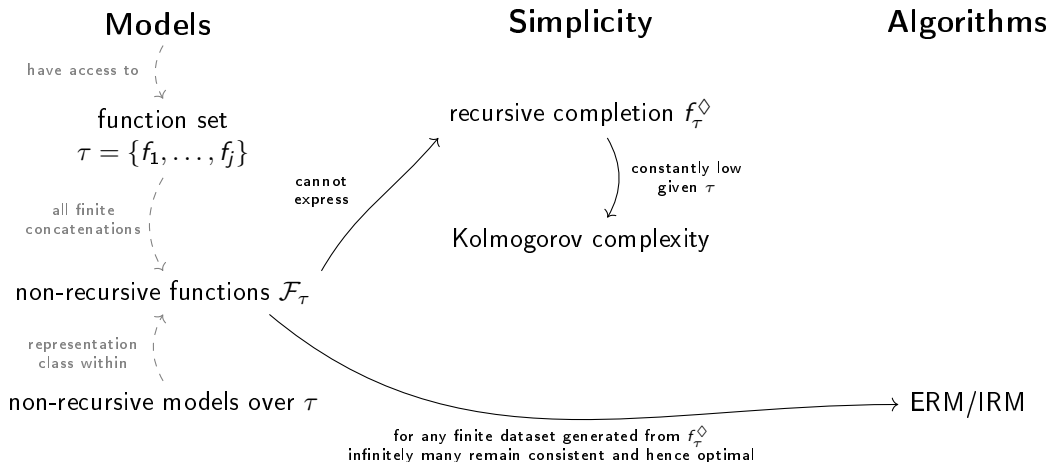 Models
Simplicity
Algorithms
have access to
function set
τ = {f₁, . . . , fⱼ}
recursive completion f_τ^◊
cannot
express
constantly low
given τ
all finite
concatenations
Kolmogorov complexity
non-recursive functions ℱ_τ
representation
class within
non-recursive models over τ
ERM/IRM
for any finite dataset generated from f_τ^◊
infinitely many remain consistent and hence optimal